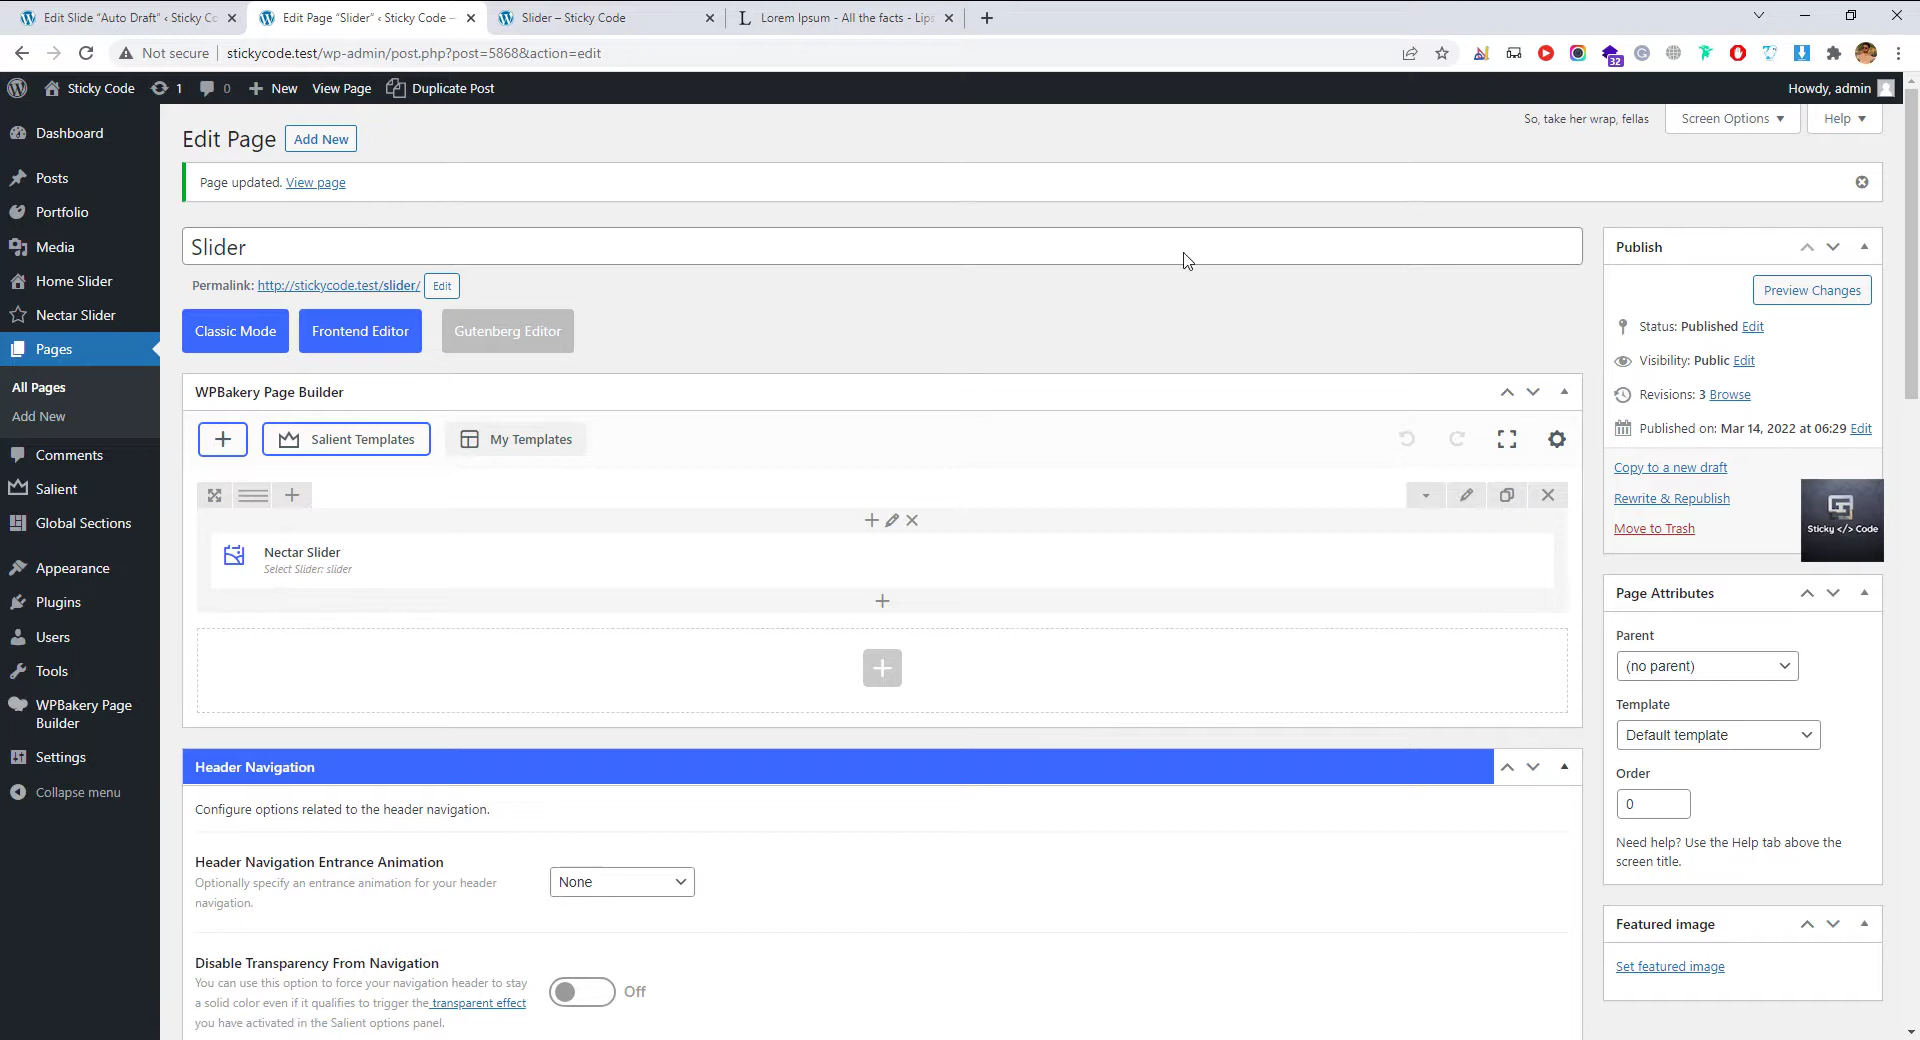 Edit Slide "Auto Draft" ‹ Sticky Co
Edit Page "Slider" ‹ Sticky Code —
Slider – Sticky Code
Lorem Ipsum - All the facts - Lips
Not secure
stickycode.test/wp-admin/post.php?post=5868&action=edit
32
Sticky Code
1
0
New
View Page
Duplicate Post
Howdy, admin
So, take her wrap, fellas
Screen Options
Help
Dashboard
Posts
Portfolio
Media
Home Slider
Nectar Slider
Pages
All Pages
Add New
Comments
Salient
Global Sections
Appearance
Plugins
Users
Tools
WPBakery Page
Builder
Settings
Collapse menu
Edit Page
Add New
Page updated. View page
Slider
Permalink: http://stickycode.test/slider/
Edit
Classic Mode
Frontend Editor
Gutenberg Editor
WPBakery Page Builder
Salient Templates
My Templates
Nectar Slider
Select Slider: slider
Header Navigation
Configure options related to the header navigation.
Header Navigation Entrance Animation
Optionally specify an entrance animation for your header
navigation.
None
Disable Transparency From Navigation
You can use this option to force your navigation header to stay
a solid color even if it qualifies to trigger the transparent effect
you have activated in the Salient options panel.
Off
Publish
Preview Changes
Status: Published Edit
Visibility: Public Edit
Revisions: 3 Browse
Published on: Mar 14, 2022 at 06:29 Edit
Copy to a new draft
Rewrite & Republish
Move to Trash
Sticky </> Code
Page Attributes
Parent
(no parent)
Template
Default template
Order
0
Need help? Use the Help tab above the
screen title.
Featured image
Set featured image